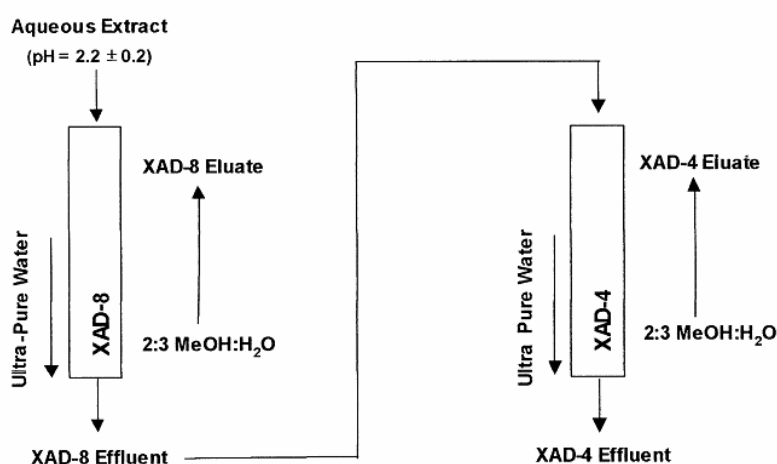 Aqueous Extract
(pH = 2.2 ± 0.2)
XAD-8 Eluate
Ultra-Pure Water
XAD-8
2:3 MeOH:H₂O
XAD-8 Effluent
XAD-4 Eluate
Ultra Pure Water
XAD-4
2:3 MeOH:H₂O
XAD-4 Effluent